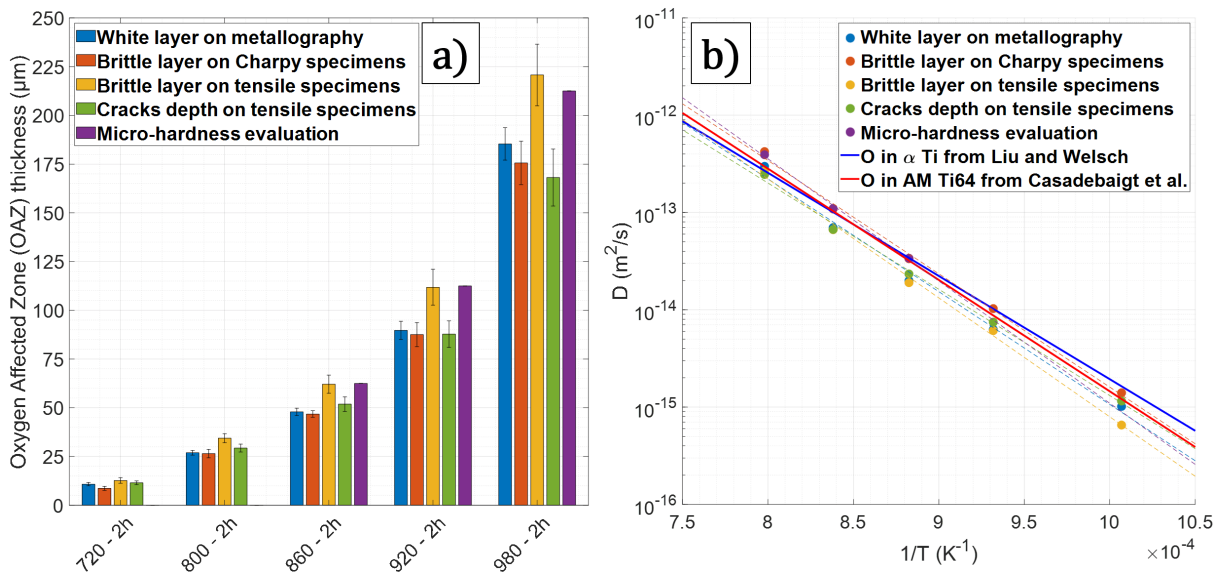 White layer on metallography
Brittle layer on Charpy specimens
Brittle layer on tensile specimens
Cracks depth on tensile specimens
Micro-hardness evaluation
a)
Oxygen Affected Zone (OAZ) thickness (μm)
250
225
200
175
150
125
100
75
50
25
0
720 - 2h
800 - 2h
860 - 2h
920 - 2h
980 - 2h
b)
White layer on metallography
Brittle layer on Charpy specimens
Brittle layer on tensile specimens
Cracks depth on tensile specimens
Micro-hardness evaluation
O in α Ti from Liu and Welsch
O in AM Ti64 from Casadebaigt et al.
D (m²/s)
10⁻¹¹
10⁻¹²
10⁻¹³
10⁻¹⁴
10⁻¹⁵
10⁻¹⁶
7.5 8 8.5 9 9.5 10 10.5
1/T (K⁻¹)
×10⁻⁴